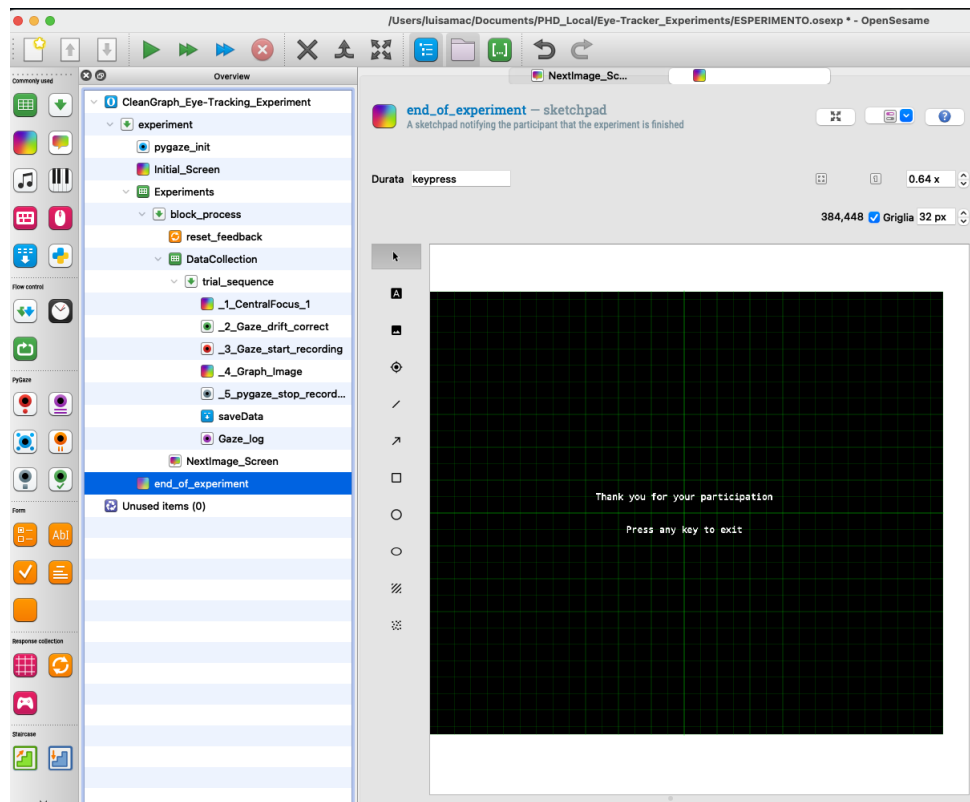 /Users/luisamac/Documents/PHD_Local/Eye-Tracker_Experiments/ESPERIMENTO.osexp * - OpenSesame
Commonly used
Flow control
PyGaze
Form
AbI
Response collection
Staircase
Overview
CleanGraph_Eye-Tracking_Experiment
experiment
pygaze_init
Initial_Screen
Experiments
block_process
reset_feedback
DataCollection
trial_sequence
_1_CentralFocus_1
_2_Gaze_drift_correct
_3_Gaze_start_recording
_4_Graph_Image
_5_pygaze_stop_record...
saveData
Gaze_log
NextImage_Screen
end_of_experiment
Unused items (0)
NextImage_Sc...
end_of_experiment — sketchpad
A sketchpad notifying the participant that the experiment is finished
?
Durata keypress
0.64 x
384,448 Griglia 32 px
A
Thank you for your participation
Press any key to exit